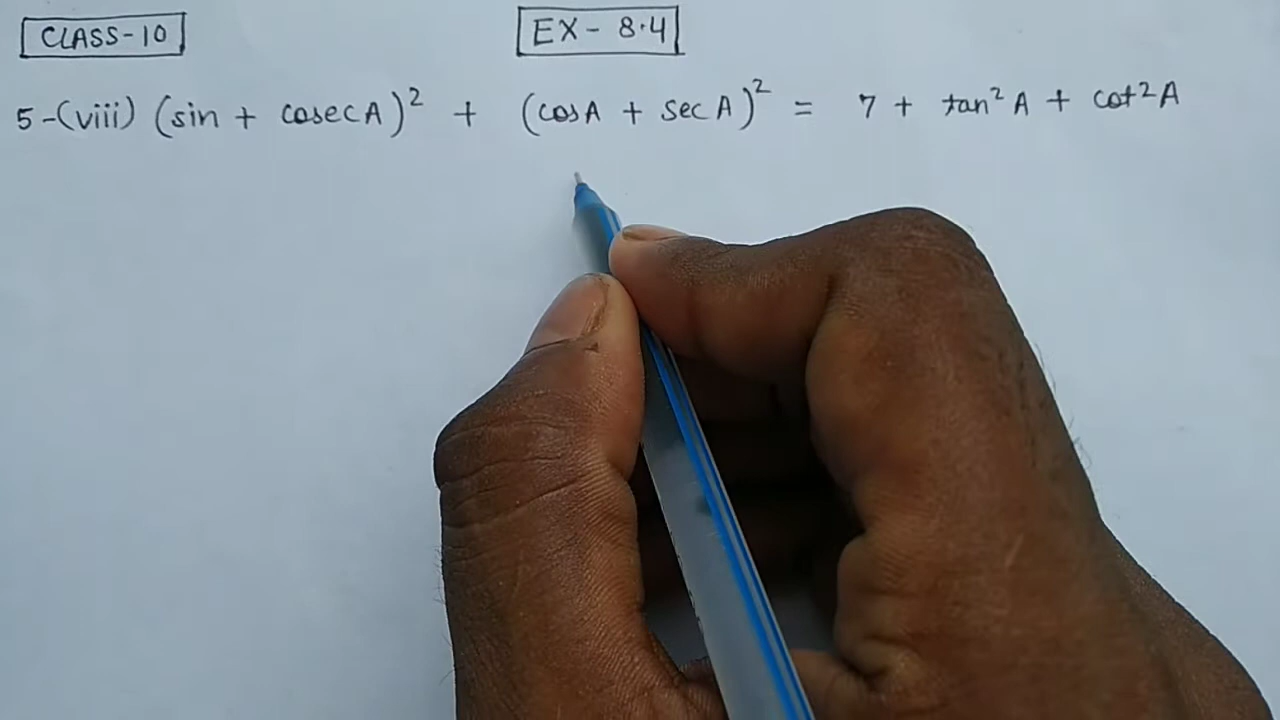 CLASS-10
EX- 8.4
5-(viii) (sin + cosecA)² + (cosA + secA)² = 7 + tan²A + cot²A